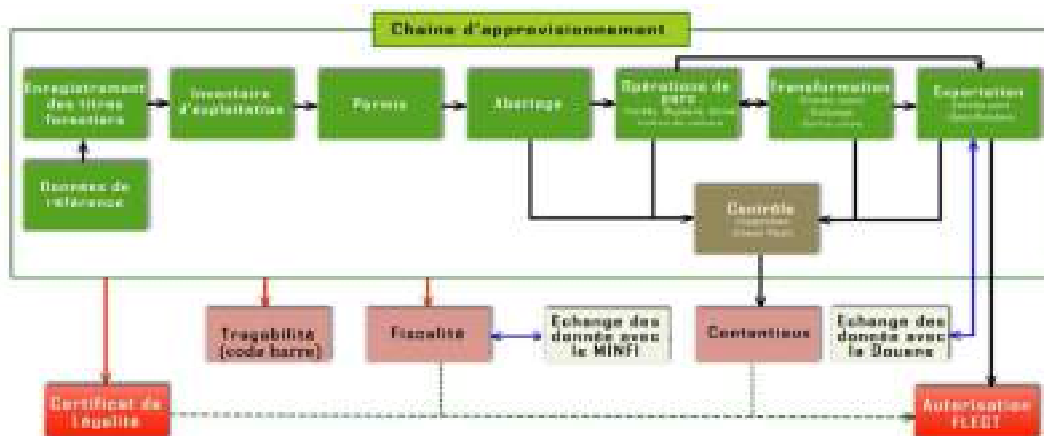 Chaine d'approvisionnement
Enregistrement
des titres
forestiers
Inventaire
d'exploitation
Permis
Abattage
Opérations de
parc
Transformation
Exportation
Données de
référence
Contrôle
Traçabilité
(code barre)
Fiscalité
Echange des
donnée avec
le MINFI
Contentieux
Echange des
donnée avec
la Douane
Certificat de
Légalité
Autorisation
FLEGT